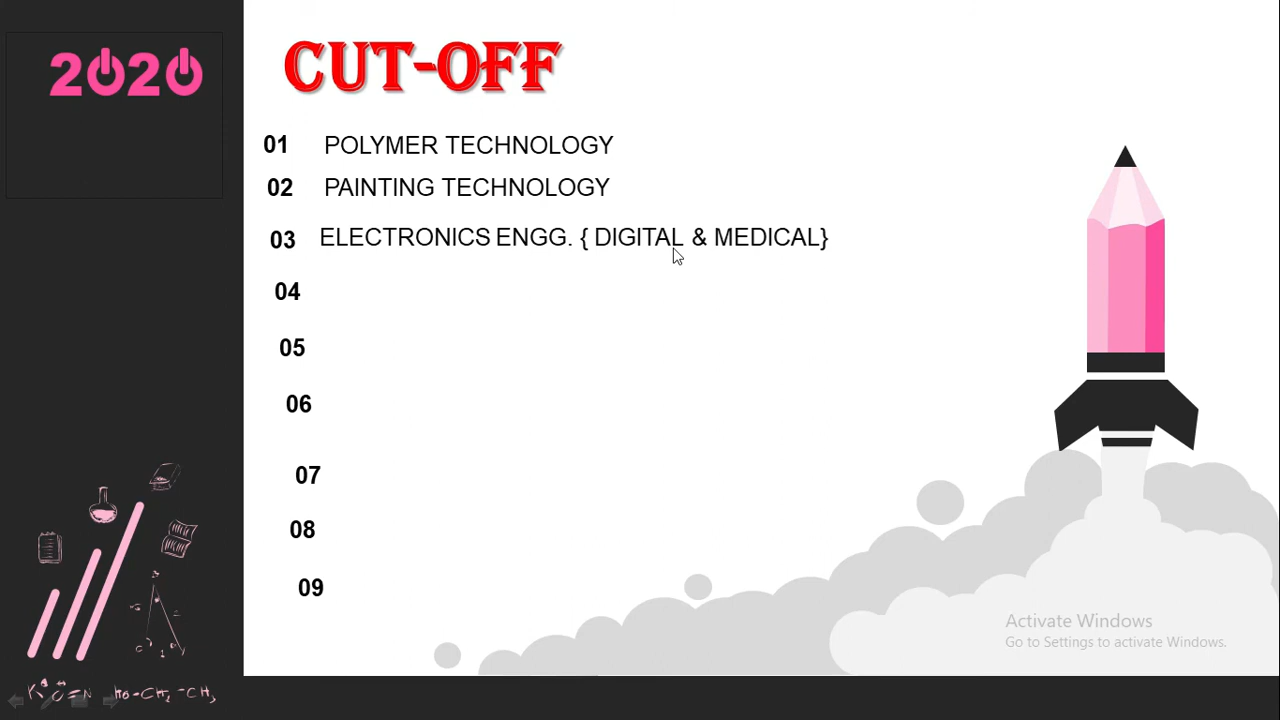 2020
CUT-OFF
01 POLYMER TECHNOLOGY
02 PAINTING TECHNOLOGY
03 ELECTRONICS ENGG. { DIGITAL & MEDICAL}
04
05
06
07
08
09
Activate Windows
Go to Settings to activate Windows.